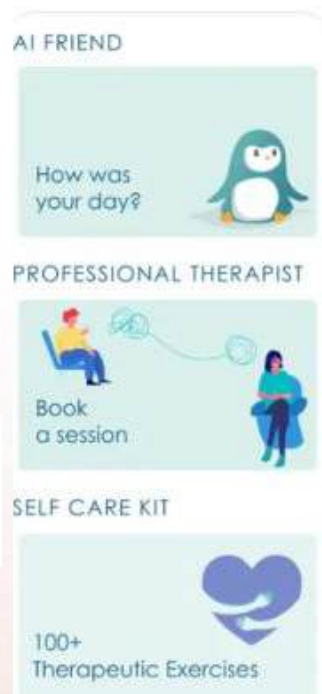 AI FRIEND
How was
your day?
PROFESSIONAL THERAPIST
Book
a session
SELF CARE KIT
100+
Therapeutic Exercises